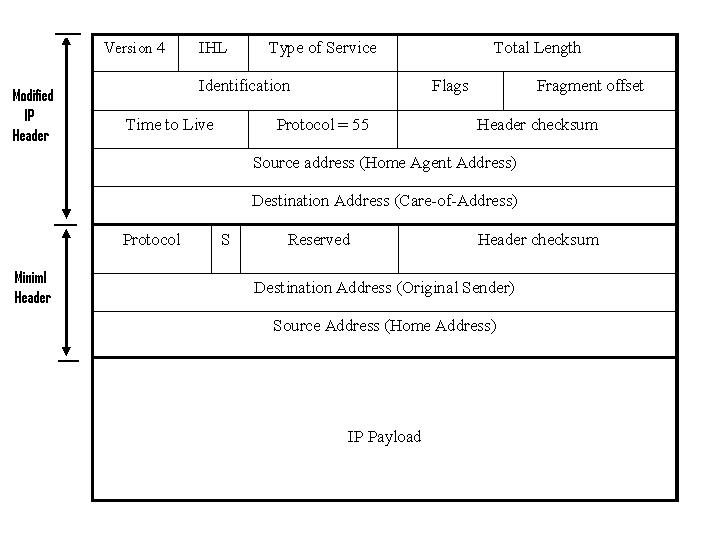 Version 4 IHL Type of Service Total Length
Identification Flags Fragment offset
Modified
IP
Header
Time to Live Protocol = 55 Header checksum
Source address (Home Agent Address)
Destination Address (Care-of-Address)
Protocol S Reserved Header checksum
Miniml
Header
Destination Address (Original Sender)
Source Address (Home Address)
IP Payload